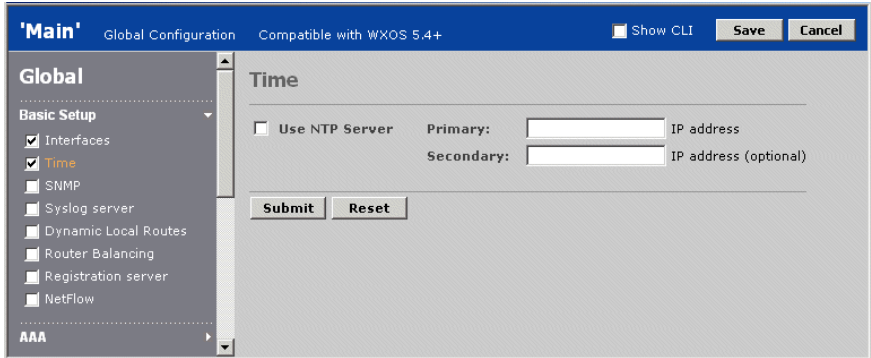 'Main' Global Configuration Compatible with WXOS 5.4+ Show CLI Save Cancel
Global
Basic Setup
Interfaces
Time
SNMP
Syslog server
Dynamic Local Routes
Router Balancing
Registration server
NetFlow
AAA
Time
Use NTP Server Primary: IP address
Secondary: IP address (optional)
Submit Reset